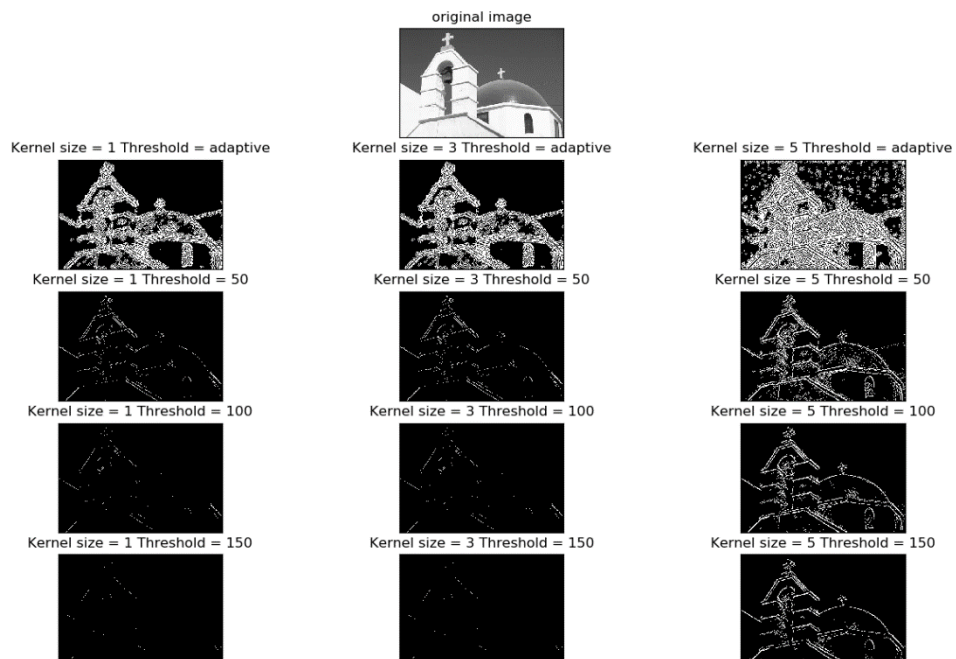 original image
Kernel size = 1 Threshold = adaptive
Kernel size = 3 Threshold = adaptive
Kernel size = 5 Threshold = adaptive
Kernel size = 1 Threshold = 50
Kernel size = 3 Threshold = 50
Kernel size = 5 Threshold = 50
Kernel size = 1 Threshold = 100
Kernel size = 3 Threshold = 100
Kernel size = 5 Threshold = 100
Kernel size = 1 Threshold = 150
Kernel size = 3 Threshold = 150
Kernel size = 5 Threshold = 150